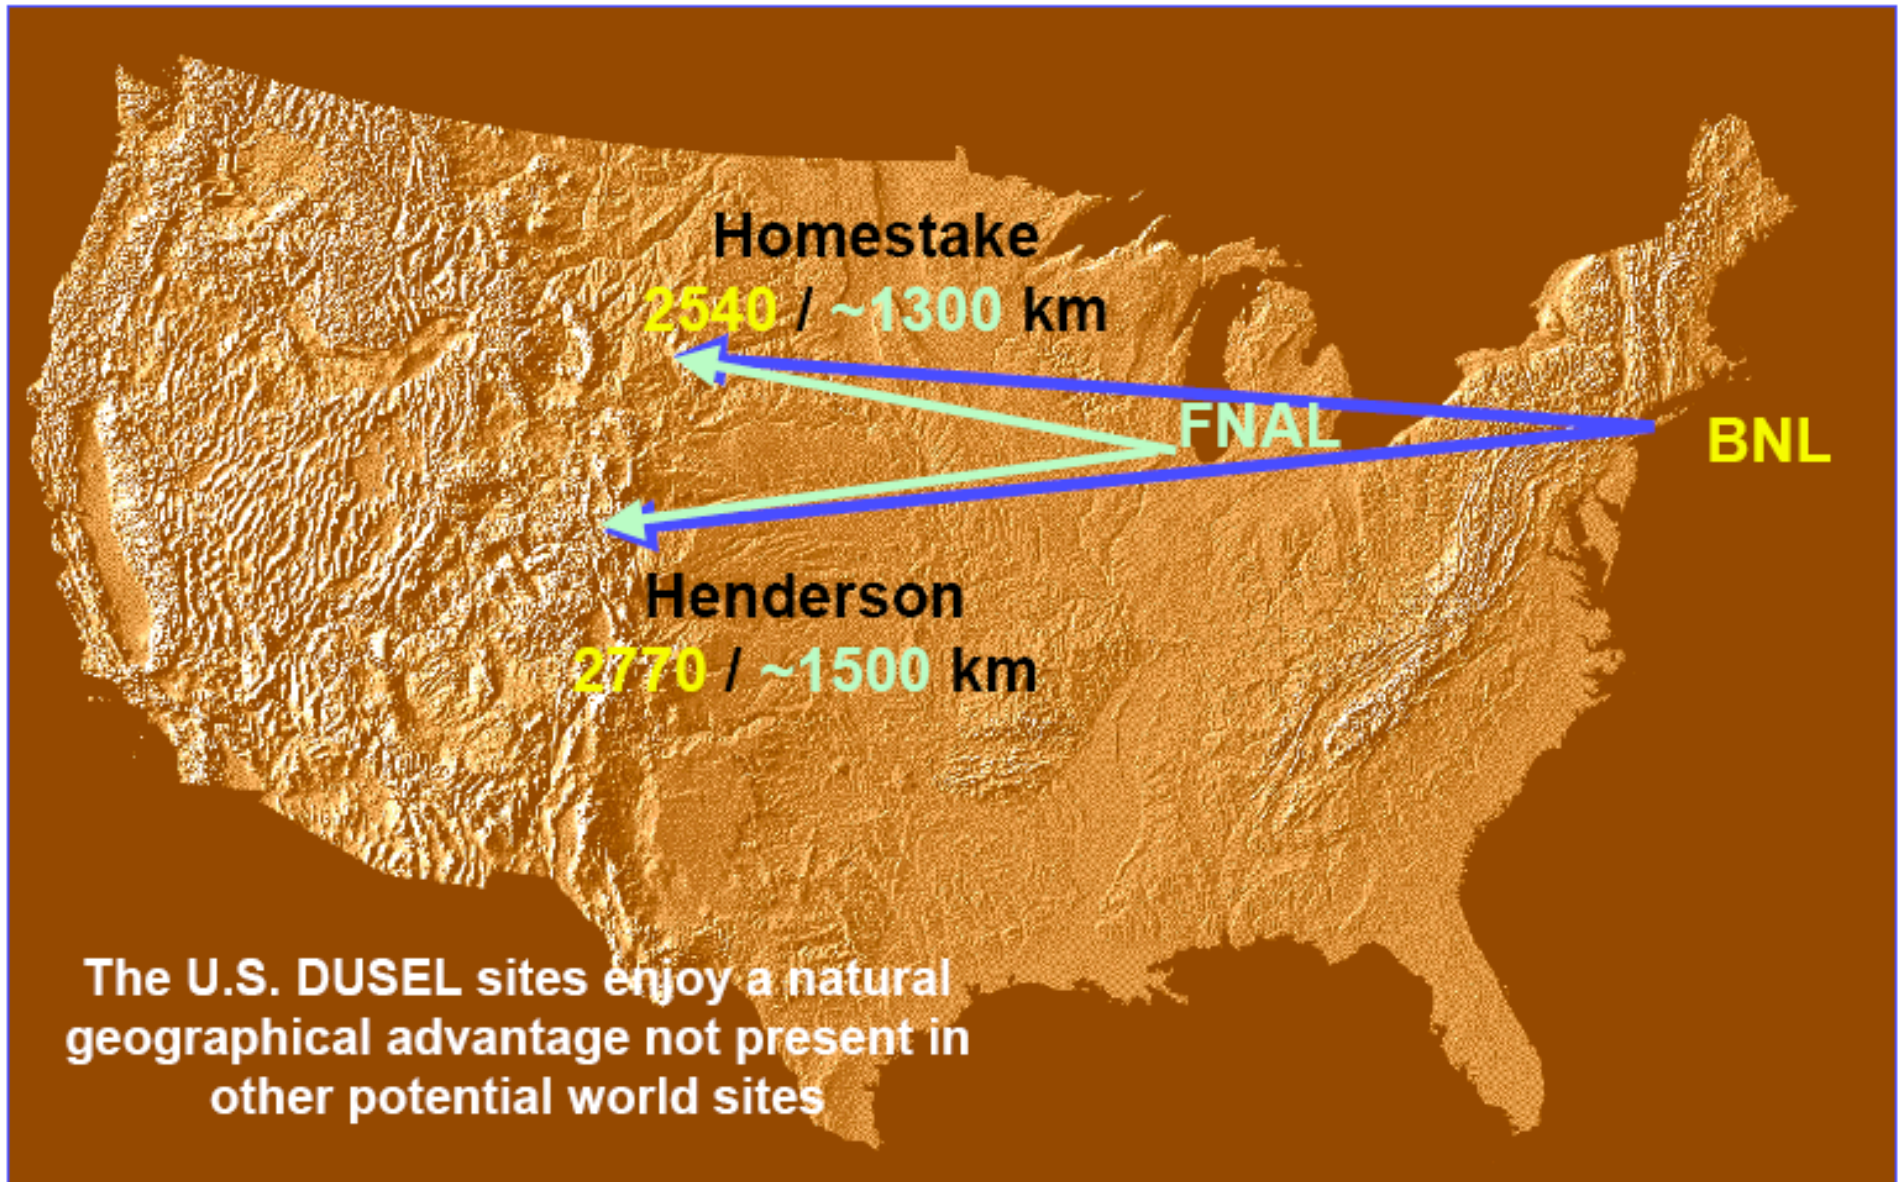 Homestake
2540 / ~1300 km
FNAL
BNL
Henderson
2770 / ~1500 km
The U.S. DUSEL sites enjoy a natural
geographical advantage not present in
other potential world sites